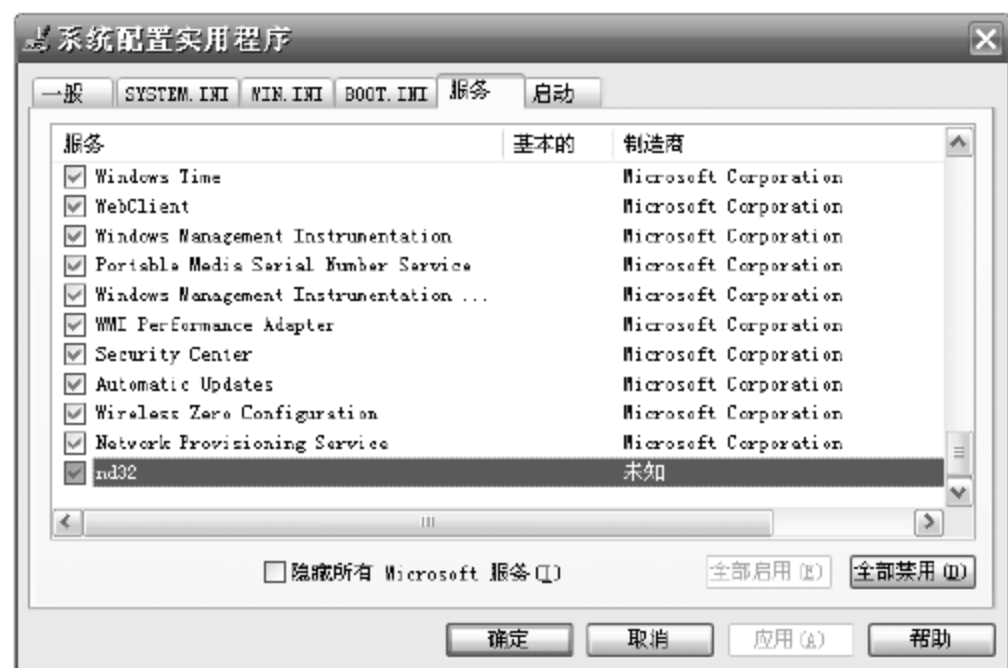 系统配置实用程序
一般 SYSTEM.INI WIN.INI BOOT.INI 服务 启动
服务 基本的 制造商
Windows Time Microsoft Corporation
WebClient Microsoft Corporation
Windows Management Instrumentation Microsoft Corporation
Portable Media Serial Number Service Microsoft Corporation
Windows Management Instrumentation ... Microsoft Corporation
WMI Performance Adapter Microsoft Corporation
Security Center Microsoft Corporation
Automatic Updates Microsoft Corporation
Wireless Zero Configuration Microsoft Corporation
Network Provisioning Service Microsoft Corporation
nd32 未知
隐藏所有 Microsoft 服务(I) 全部启用(E) 全部禁用(D)
确定 取消 应用(A) 帮助